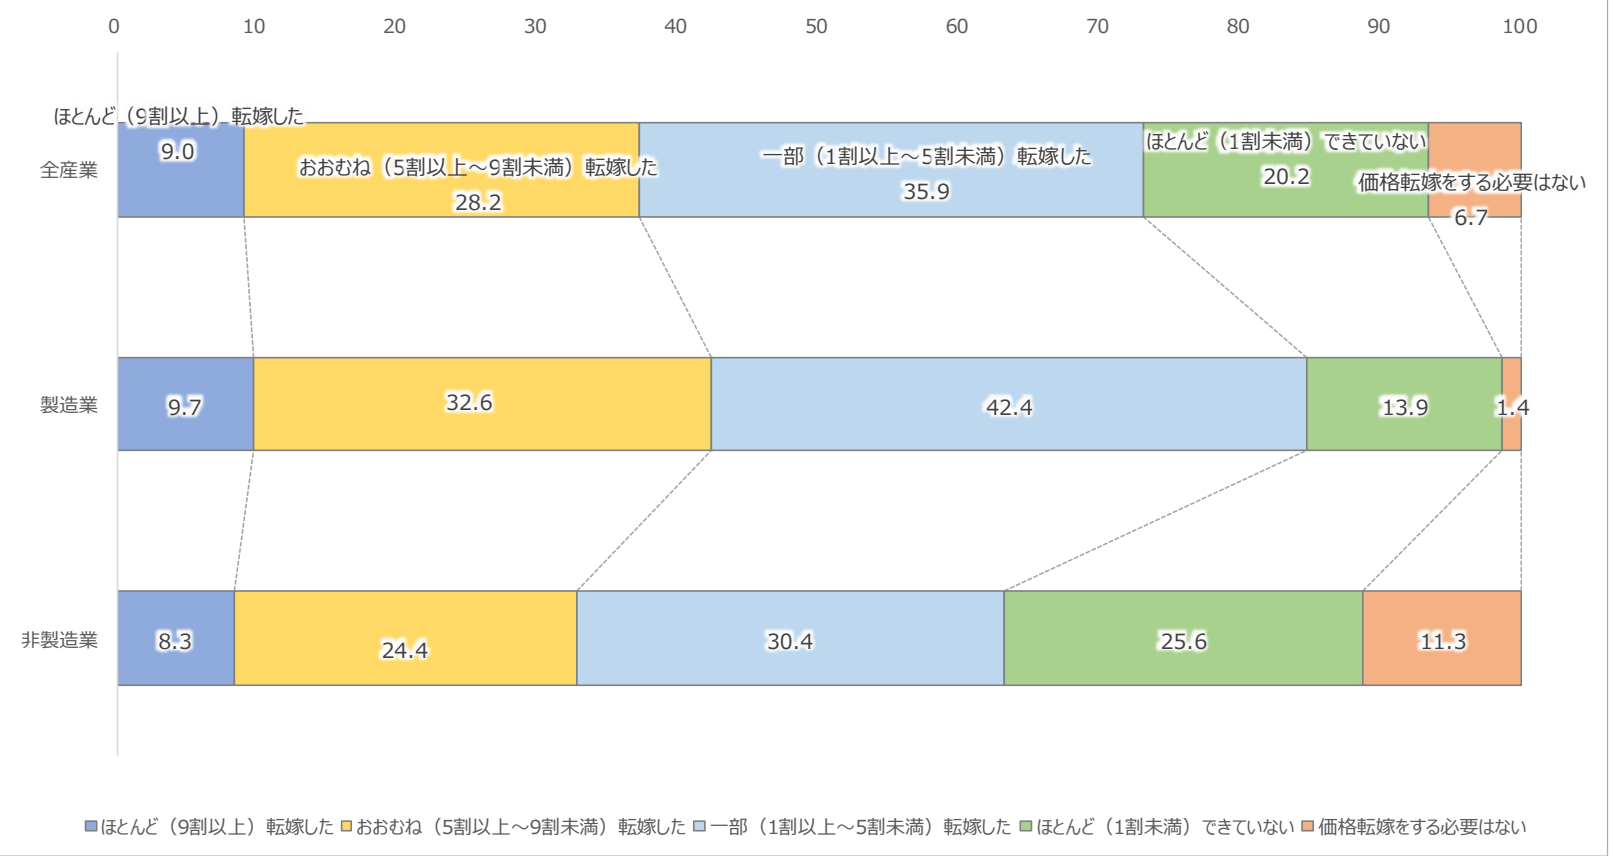 0 10 20 30 40 50 60 70 80 90 100
ほとんど（9割以上）転嫁した
9.0
おおむね（5割以上～9割未満）転嫁した
28.2
一部（1割以上～5割未満）転嫁した
35.9
ほとんど（1割未満）できていない
20.2
価格転嫁をする必要はない
6.7
全産業
製造業 9.7 32.6 42.4 13.9 1.4
非製造業 8.3 24.4 30.4 25.6 11.3
ほとんど（9割以上）転嫁した おおむね（5割以上～9割未満）転嫁した 一部（1割以上～5割未満）転嫁した ほとんど（1割未満）できていない 価格転嫁をする必要はない